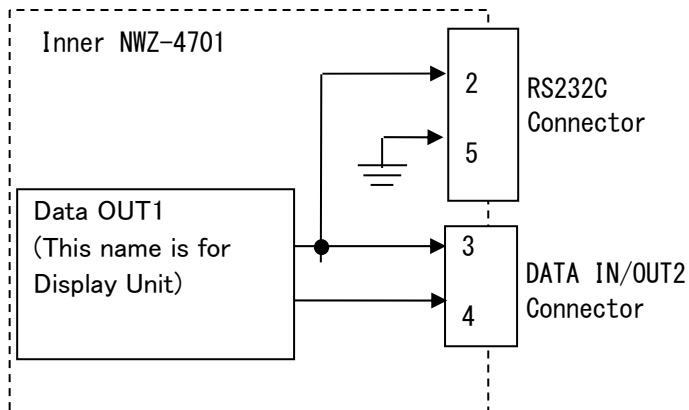 Inner NWZ-4701
2
RS232C
Connector
5
Data OUT1
(This name is for
Display Unit)
3
DATA IN/OUT2
Connector
4